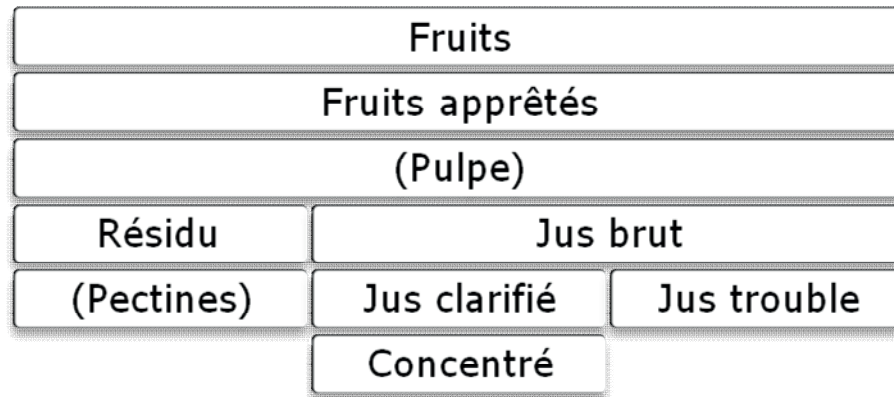 Fruits
Fruits apprêtés
(Pulpe)
Résidu
Jus brut
(Pectines)
Jus clarifié
Jus trouble
Concentré